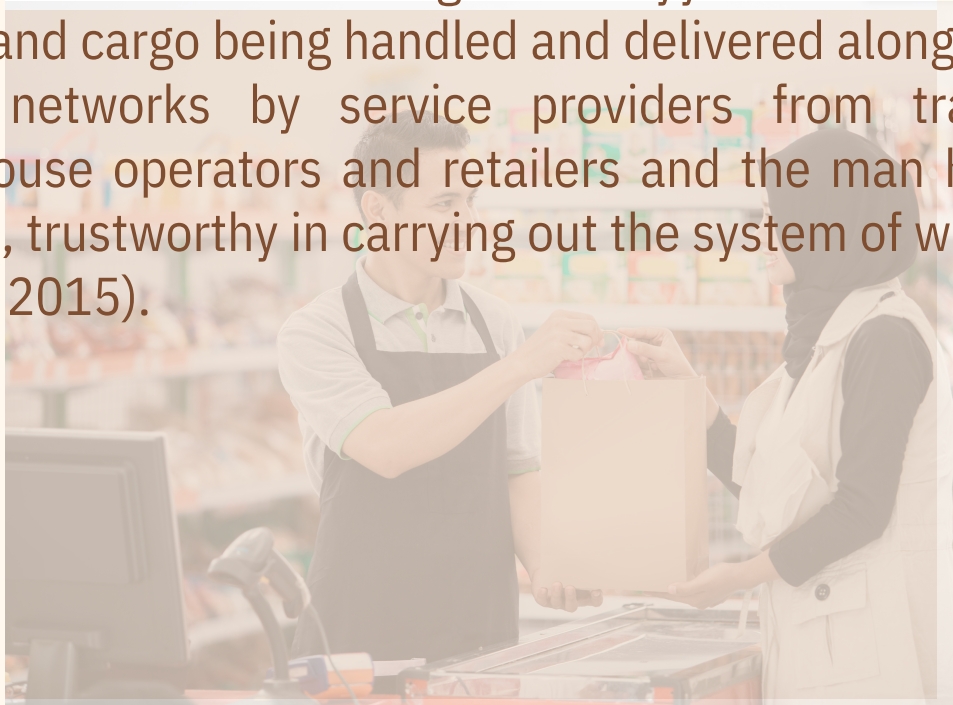 and cargo being handled and delivered along
networks by service providers from
operators and retailers and the man
, trustworthy in carrying out the system of
2015).